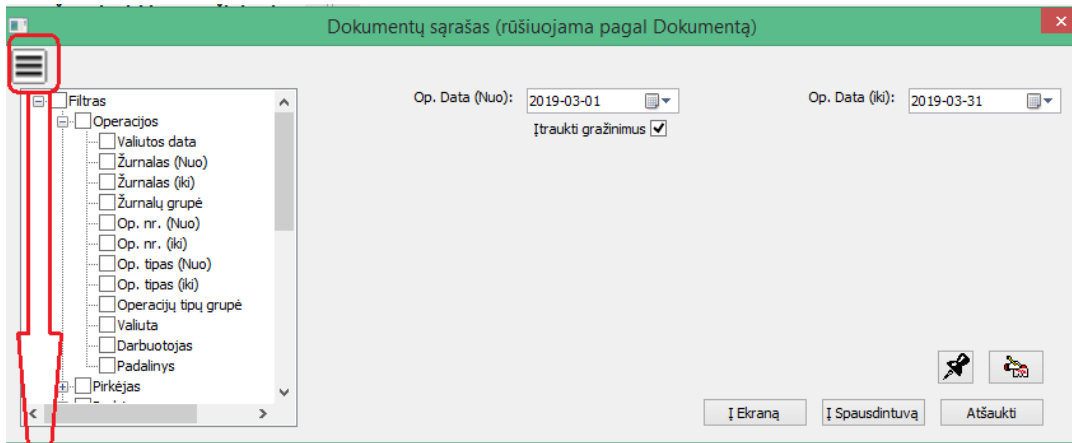 Dokumentų sąrašas (rūšiuojama pagal Dokumentą)
Filtras
Operacijos
Valiutos data
Žurnalas (Nuo)
Žurnalas (iki)
Žurnalų grupė
Op. nr. (Nuo)
Op. nr. (iki)
Op. tipas (Nuo)
Op. tipas (iki)
Operacijų tipų grupė
Valiuta
Darbuotojas
Padalinys
Pirkėjas
Op. Data (Nuo): 2019-03-01 Op. Data (iki): 2019-03-31
Įtraukti gražinimus
Į Ekraną Į Spausdintuvą Atšaukti